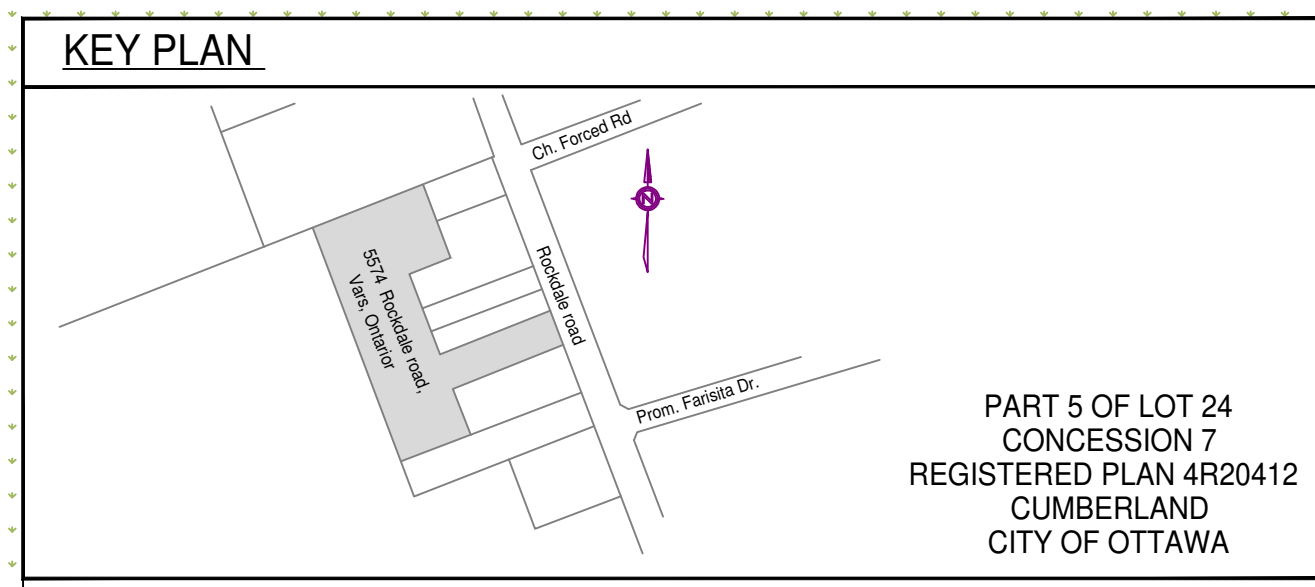 KEY PLAN
Ch. Forced Rd
N
Rockdale road
5574 Rockdale road,
Vars, Ontarior
Prom. Farisita Dr.
PART 5 OF LOT 24
CONCESSION 7
REGISTERED PLAN 4R20412
CUMBERLAND
CITY OF OTTAWA